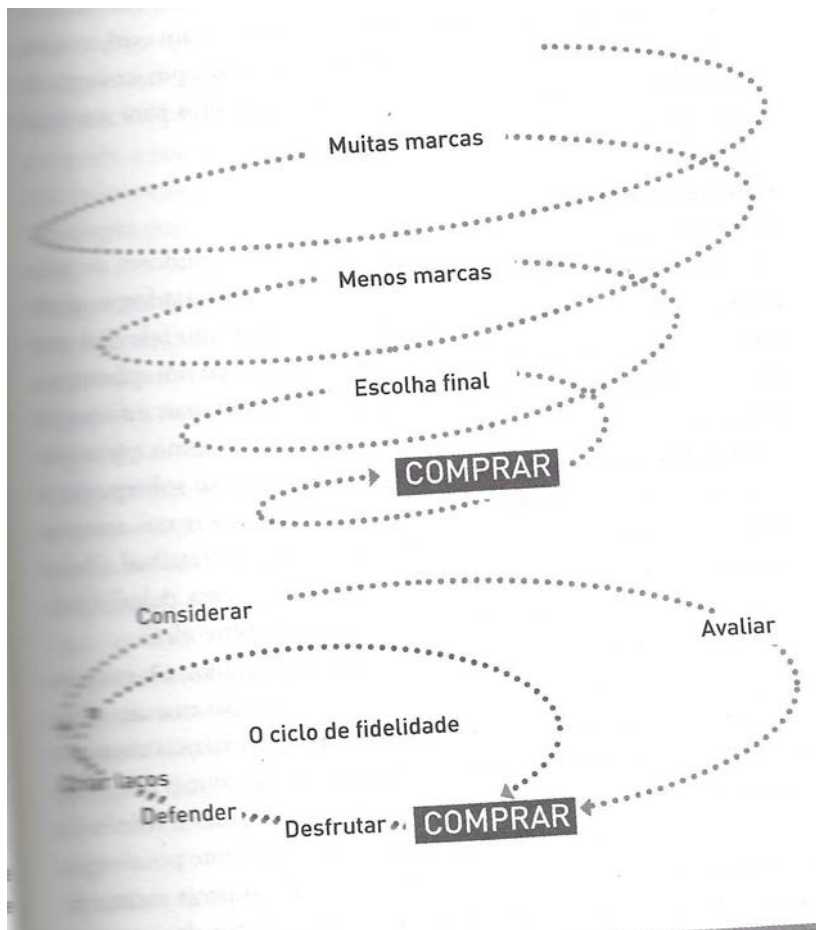 Muitas marcas
Menos marcas
Escolha final
COMPRAR
Considerar
Avaliar
O ciclo de fidelidade
Criar laços
Defender
Desfrutar
COMPRAR